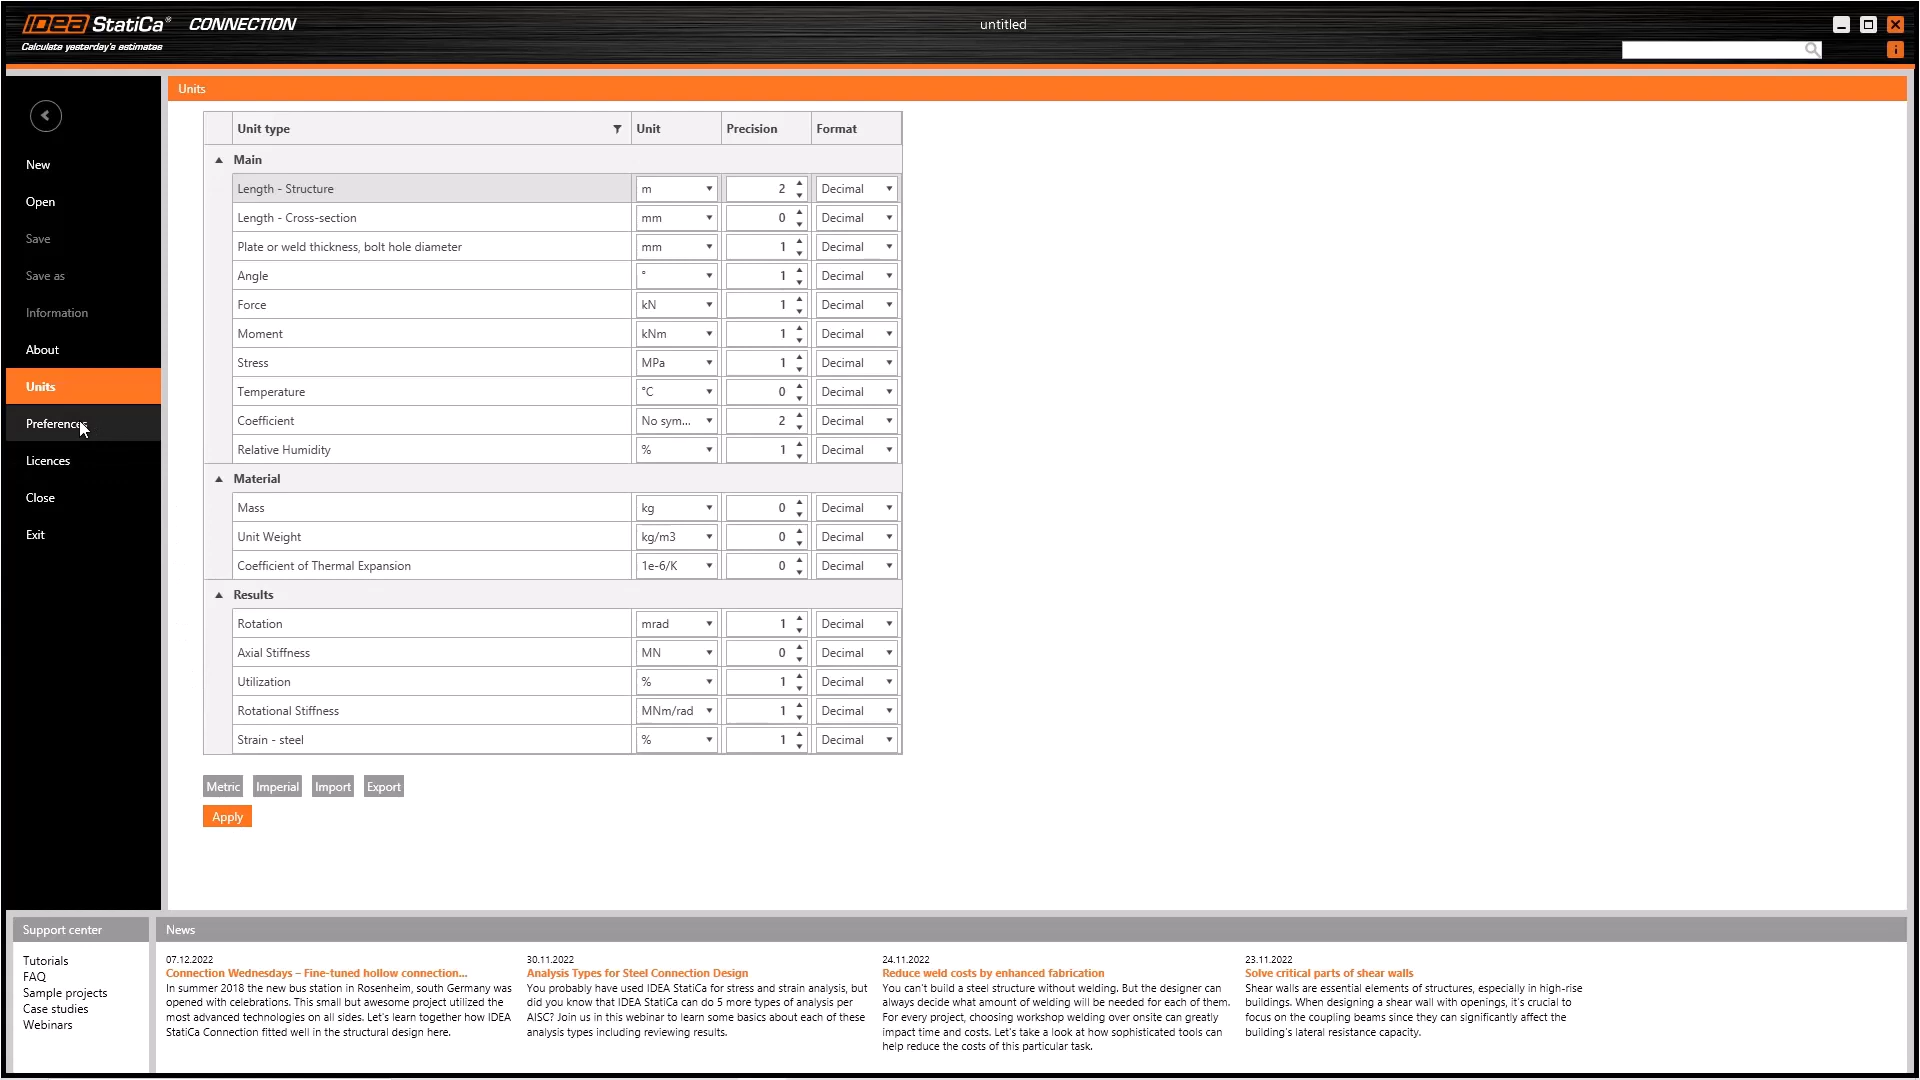 IDEA StatiCa® CONNECTION
Calculate yesterday's estimates
untitled
i
New
Open
Save
Save as
Information
About
Units
Preferences
Licences
Close
Exit
Units
Unit type Unit Precision Format
Main
Length - Structure m 2 Decimal
Length - Cross-section mm 0 Decimal
Plate or weld thickness, bolt hole diameter mm 1 Decimal
Angle ° 1 Decimal
Force kN 1 Decimal
Moment kNm 1 Decimal
Stress MPa 1 Decimal
Temperature °C 0 Decimal
Coefficient No sym... 2 Decimal
Relative Humidity % 1 Decimal
Material
Mass kg 0 Decimal
Unit Weight kg/m3 0 Decimal
Coefficient of Thermal Expansion 1e-6/K 0 Decimal
Results
Rotation mrad 1 Decimal
Axial Stiffness MN 0 Decimal
Utilization % 1 Decimal
Rotational Stiffness MNm/rad 1 Decimal
Strain - steel % 1 Decimal
Metric Imperial Import Export
Apply
Support center
Tutorials
FAQ
Sample projects
Case studies
Webinars
News
07.12.2022
Connection Wednesdays – Fine-tuned hollow connection...
In summer 2018 the new bus station in Rosenheim, south Germany was
opened with celebrations. This small but awesome project utilized the
most advanced technologies on all sides. Let's learn together how IDEA
StatiCa Connection fitted well in the structural design here.
30.11.2022
Analysis Types for Steel Connection Design
You probably have used IDEA StatiCa for stress and strain analysis, but
did you know that IDEA StatiCa can do 5 more types of analysis per
AISC? Join us in this webinar to learn some basics about each of these
analysis types including reviewing results.
24.11.2022
Reduce weld costs by enhanced fabrication
You can't build a steel structure without welding. But the designer can
always decide what amount of welding will be needed for each of them.
For every project, choosing workshop welding over onsite can greatly
impact time and costs. Let's take a look at how sophisticated tools can
help reduce the costs of this particular task.
23.11.2022
Solve critical parts of shear walls
Shear walls are essential elements of structures, especially in high-rise
buildings. When designing a shear wall with openings, it's crucial to
focus on the coupling beams since they can significantly affect the
building's lateral resistance capacity.